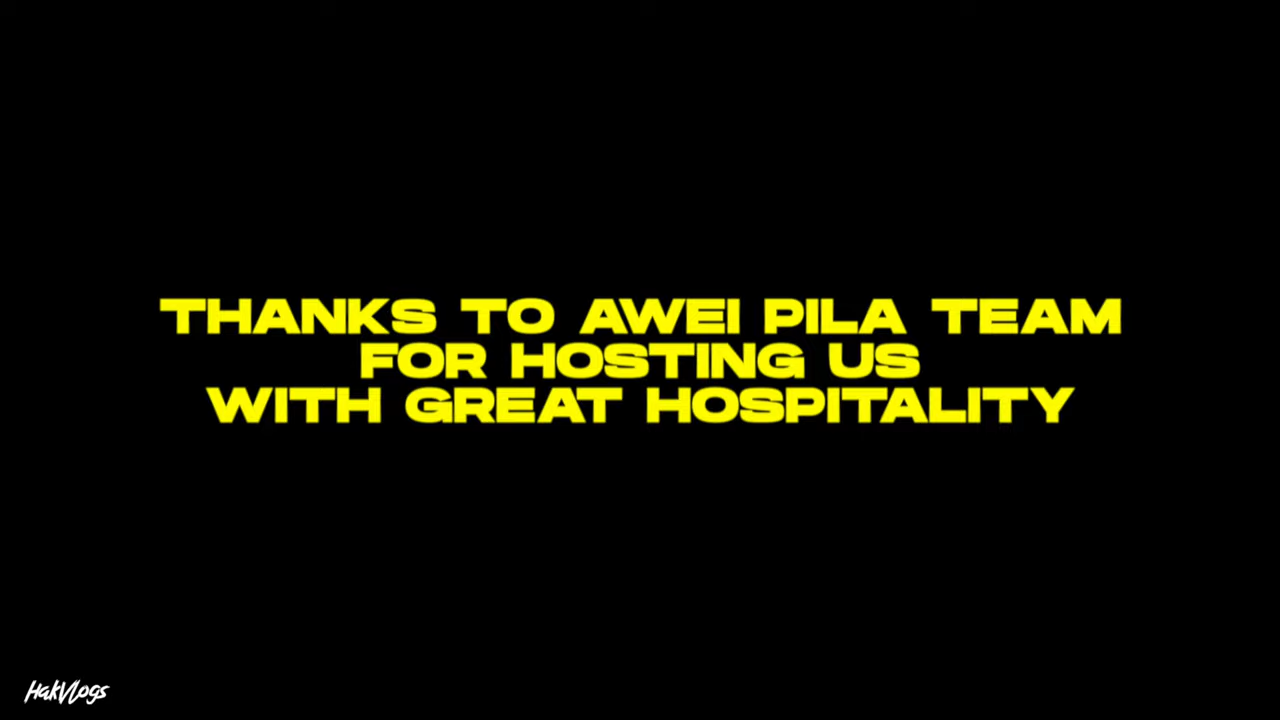 THANKS TO AWEI PILA TEAM
FOR HOSTING US
WITH GREAT HOSPITALITY
HakVlogs